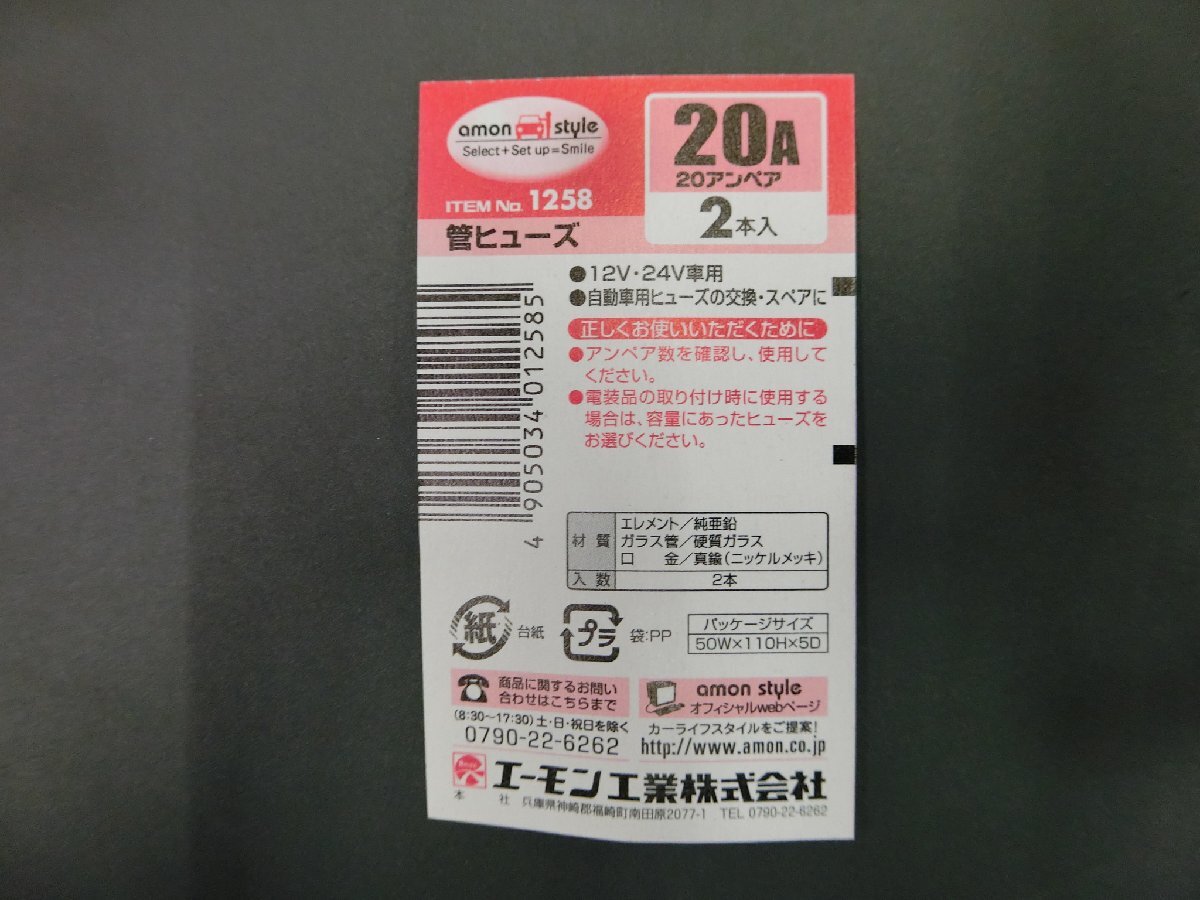 amon style
Select+Set up=Smile
ITEM No. 1258
管ヒューズ
20A
20アンペア
2本入
●12V・24V車用
●自動車用ヒューズの交換・スペアに
正しくお使いいただくために
●アンペア数を確認し、使用して
ください。
●電装品の取り付け時に使用する
場合は、容量にあったヒューズを
お選びください。
4 905034 012585
材質
エレメント/純亜鉛
ガラス管/硬質ガラス
口 金/真鍮(ニッケルメッキ)
入数 2本
紙 台紙
プラ 袋:PP
パッケージサイズ
50W×110H×5D
商品に関するお問い
合わせはこちらまで
(8:30〜17:30)土・日・祝日を除く
0790-22-6262
amon style
オフィシャルwebページ
カーライフスタイルをご提案!
http://www.amon.co.jp
エーモン工業株式会社
本 社 兵庫県神崎郡福崎町南田原2077-1 TEL 0790-22-6262